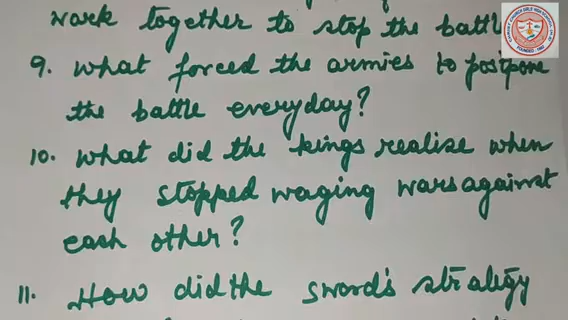 work together to stop the battle
9. What forced the armies to postpone
the battle everyday?
10. What did the kings realise when
they stopped waging wars against
each other?
11. How did the sword's strategy